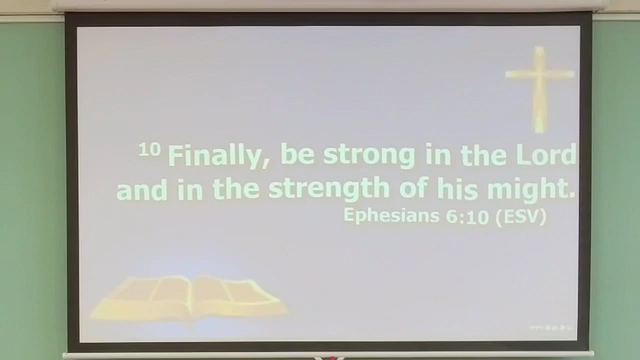 10 Finally, be strong in the Lord
and in the strength of his might.
Ephesians 6:10 (ESV)